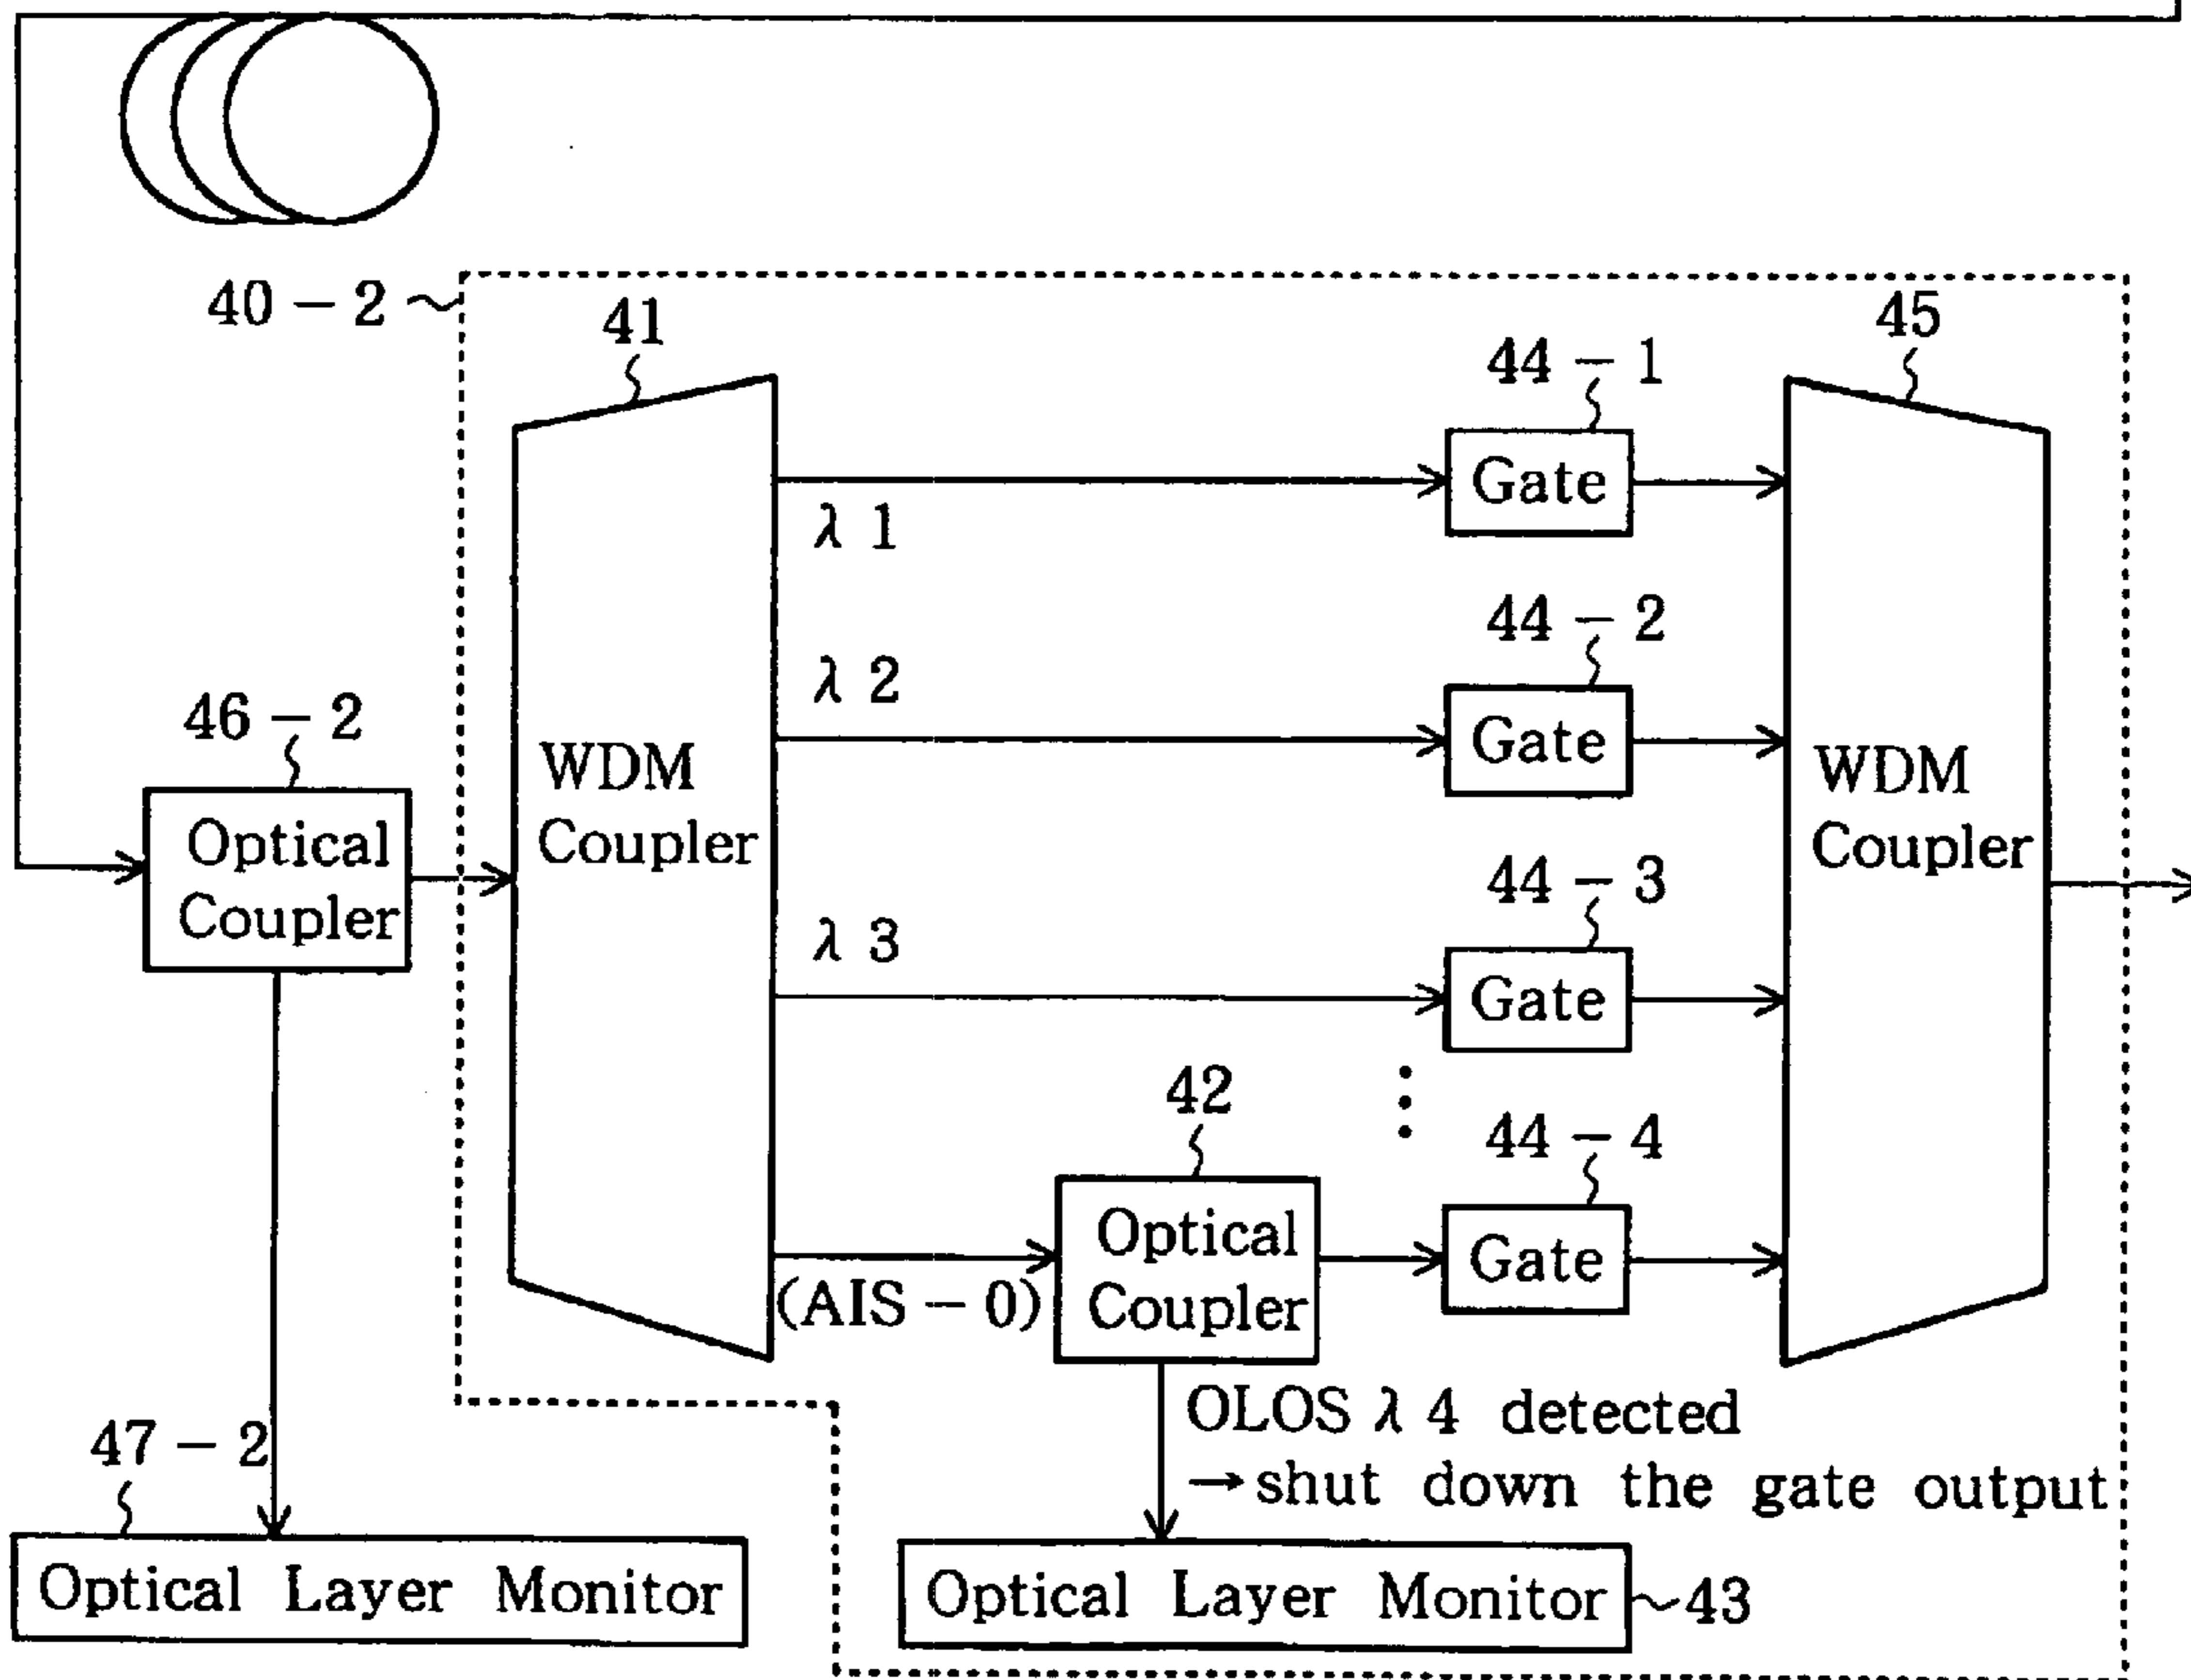 40 – 2
41
45
44 – 1
Gate
λ 1
44 – 2
λ 2
Gate
46 – 2
WDM
Coupler
WDM
Coupler
Optical
Coupler
44 – 3
λ 3
Gate
42
44 – 4
Optical
Coupler
Gate
(AIS – 0)
OLOS λ 4 detected
→ shut down the gate output
47 – 2
Optical Layer Monitor
Optical Layer Monitor
43